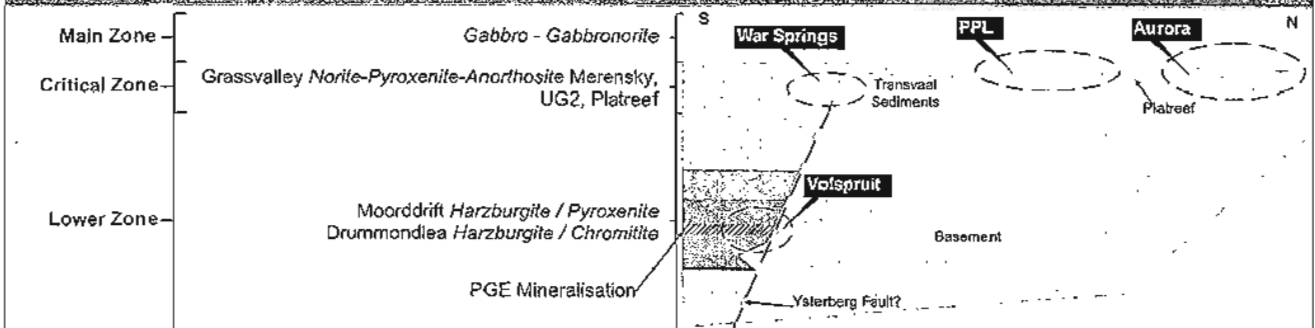 Main Zone
Gabbro - Gabbronorite
Critical Zone
Grassvalley Norite-Pyroxenite-Anorthosite Merensky,
UG2, Platreef
Lower Zone
Moorddrift Harzburgite / Pyroxenite
Drummondlea Harzburgite / Chromitite
PGE Mineralisation
S
N
War Springs
PPL
Aurora
Transvaal
Sediments
Platreef
Volspruit
Basement
Ysterberg Fault?